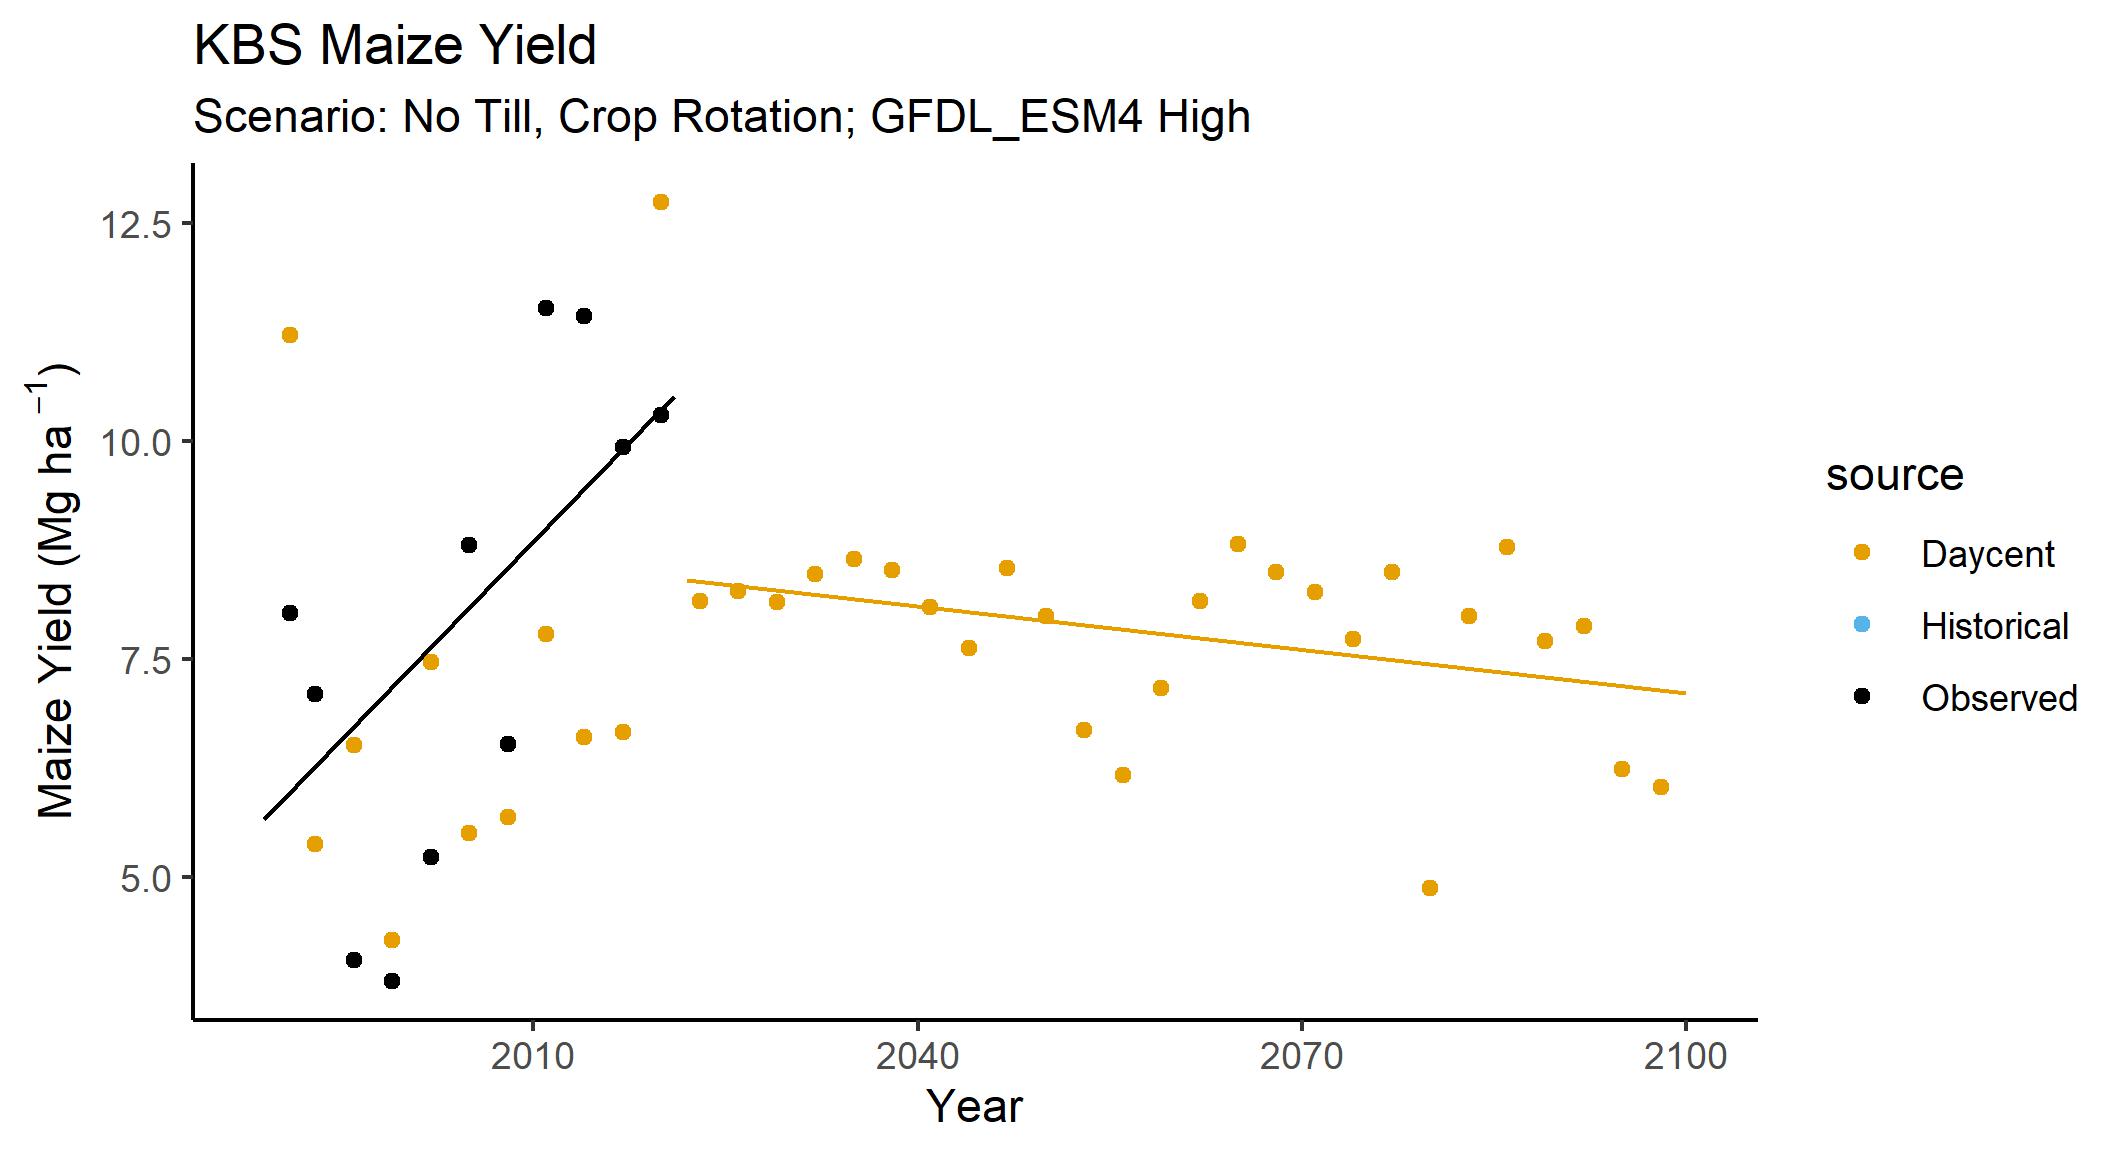 KBS Maize Yield
Scenario: No Till, Crop Rotation; GFDL_ESM4 High
Maize Yield (Mg ha⁻¹)
12.5
10.0
7.5
5.0
2010
2040
2070
2100
Year
source
Daycent
Historical
Observed